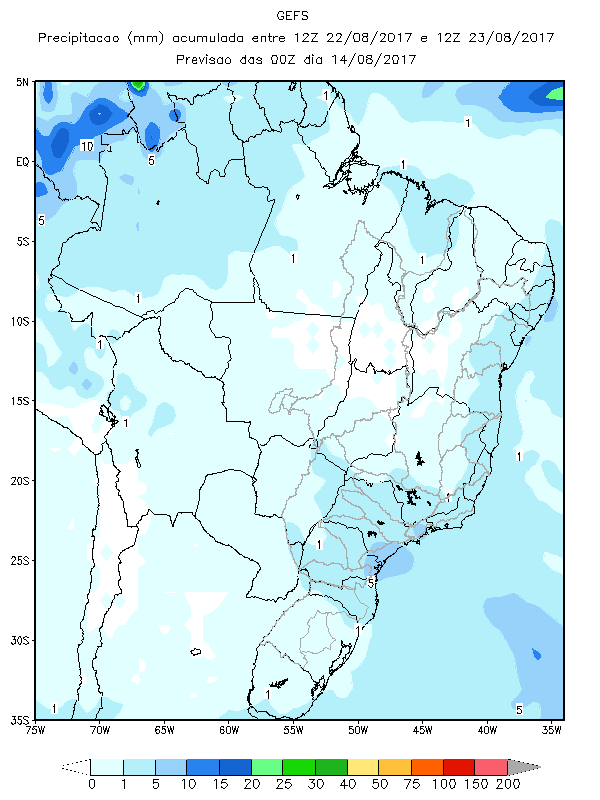 GEFS
Precipitacao (mm) acumulada entre 12Z 22/08/2017 e 12Z 23/08/2017
Previsao das 00Z dia 14/08/2017
5N
1
1
10
5
EQ
1
5
5S
1
1
1
10S
1
15S
1
1
20S
1
1
25S
5
1
30S
1
1
5
35S
75W 70W 65W 60W 55W 50W 45W 40W 35W
0 1 5 10 15 20 25 30 40 50 75 100 150 200